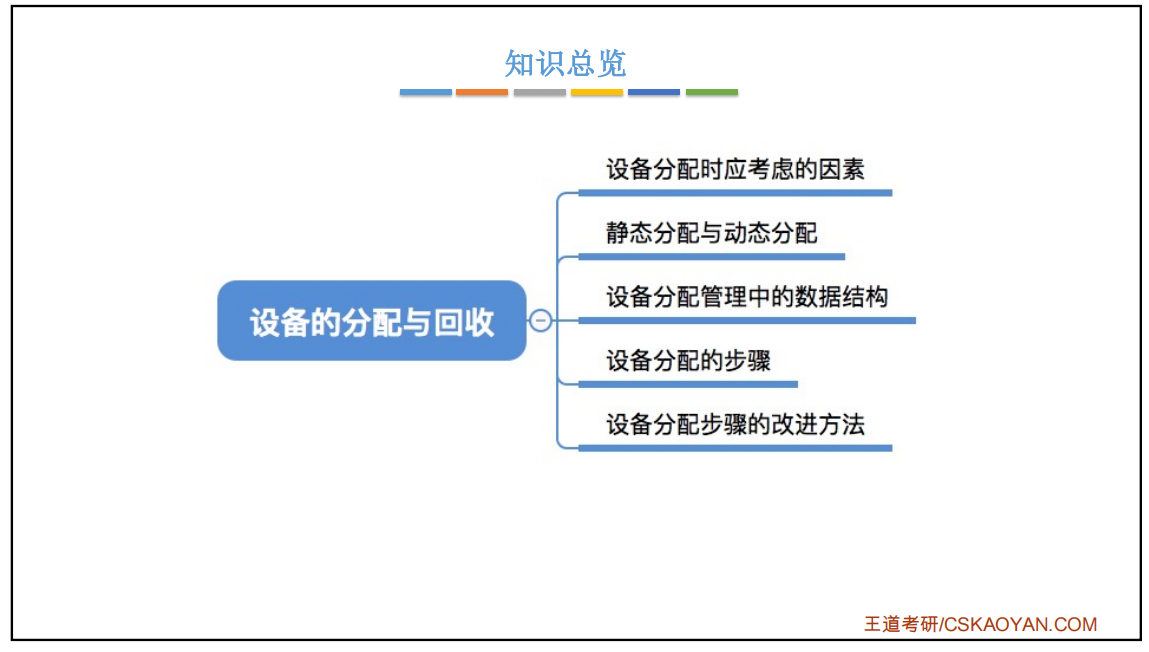 知识总览
设备分配时应考虑的因素
静态分配与动态分配
设备分配管理中的数据结构
设备的分配与回收
设备分配的步骤
设备分配步骤的改进方法
王道考研/CSKAOYAN.COM